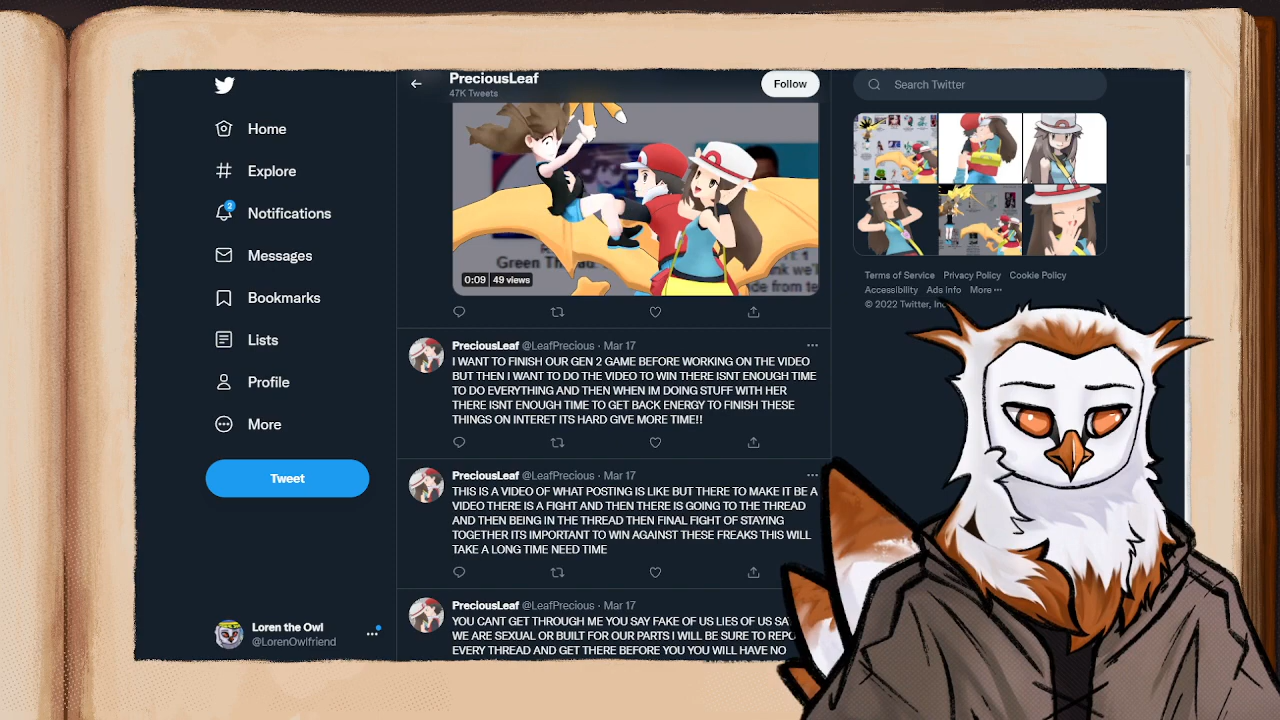 PreciousLeaf
47K Tweets
Follow
Search Twitter
Home
Explore
2
Notifications
Messages
Bookmarks
Lists
Profile
More
Tweet
Green Th
ink we'l
de from te
0:09 49 views
Terms of Service Privacy Policy Cookie Policy
Accessibility Ads Info More ···
© 2022 Twitter, Inc
PreciousLeaf @LeafPrecious · Mar 17
I WANT TO FINISH OUR GEN 2 GAME BEFORE WORKING ON THE VIDEO
BUT THEN I WANT TO DO THE VIDEO TO WIN THERE ISNT ENOUGH TIME
TO DO EVERYTHING AND THEN WHEN IM DOING STUFF WITH HER
THERE ISNT ENOUGH TIME TO GET BACK ENERGY TO FINISH THESE
THINGS ON INTERET ITS HARD GIVE MORE TIME!!
PreciousLeaf @LeafPrecious · Mar 17
THIS IS A VIDEO OF WHAT POSTING IS LIKE BUT THERE TO MAKE IT BE A
VIDEO THERE IS A FIGHT AND THEN THERE IS GOING TO THE THREAD
AND THEN BEING IN THE THREAD THEN FINAL FIGHT OF STAYING
TOGETHER ITS IMPORTANT TO WIN AGAINST THESE FREAKS THIS WILL
TAKE A LONG TIME NEED TIME
PreciousLeaf @LeafPrecious · Mar 17
YOU CANT GET THROUGH ME YOU SAY FAKE OF US LIES OF US SA
WE ARE SEXUAL OR BUILT FOR OUR PARTS I WILL BE SURE TO REPO
EVERY THREAD AND GET THERE BEFORE YOU YOU WILL HAVE NO
Loren the Owl
@LorenOwlfriend